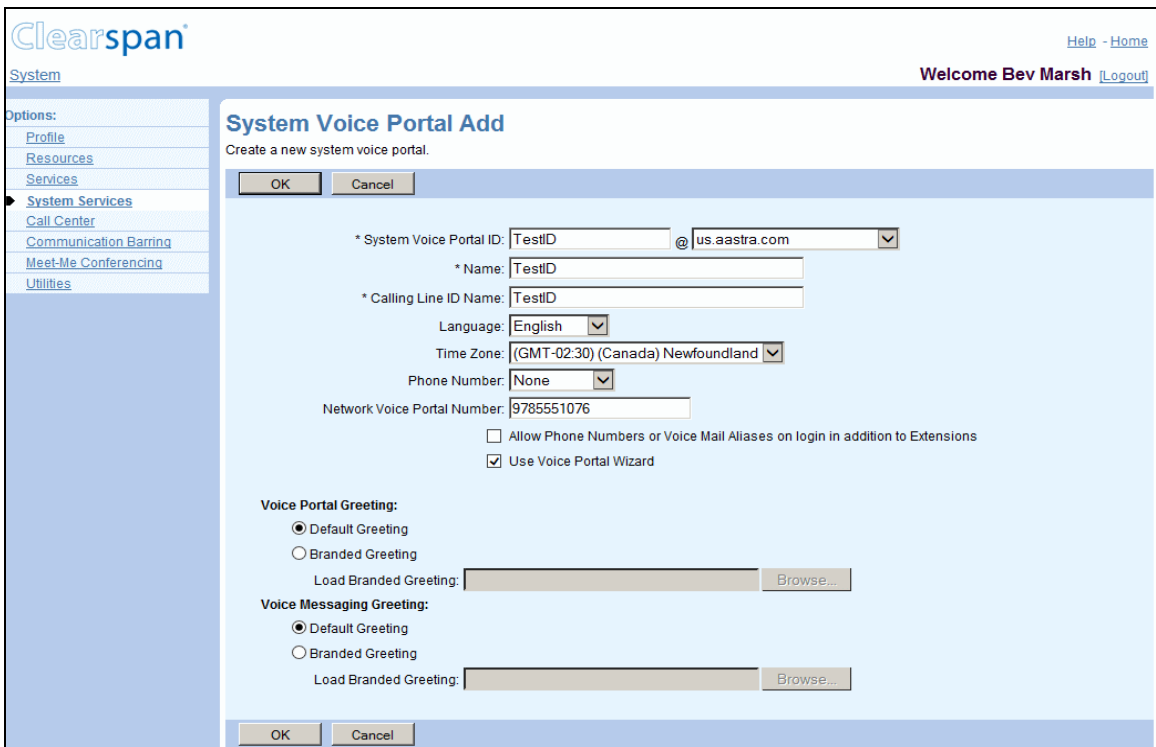 Clearspan®
Help - Home
System
Welcome Bev Marsh [Logout]
Options:
Profile
Resources
Services
System Services
Call Center
Communication Barring
Meet-Me Conferencing
Utilities
System Voice Portal Add
Create a new system voice portal.
OK Cancel
* System Voice Portal ID: TestID @ us.aastra.com
* Name: TestID
* Calling Line ID Name: TestID
Language: English
Time Zone: (GMT-02:30) (Canada) Newfoundland
Phone Number: None
Network Voice Portal Number: 9785551076
Allow Phone Numbers or Voice Mail Aliases on login in addition to Extensions
Use Voice Portal Wizard
Voice Portal Greeting:
Default Greeting
Branded Greeting
Load Branded Greeting: Browse...
Voice Messaging Greeting:
Default Greeting
Branded Greeting
Load Branded Greeting: Browse...
OK Cancel